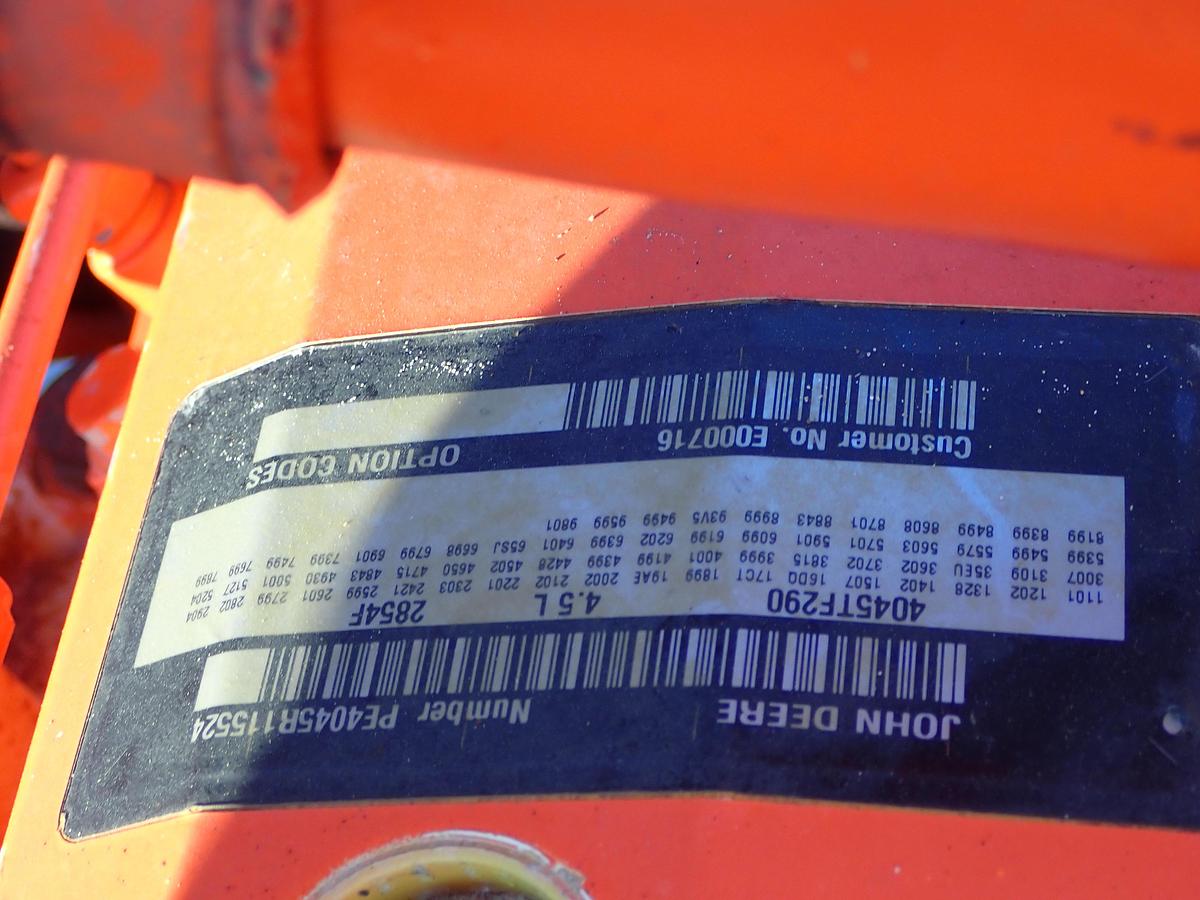 JOHN DEERE Number PE4045R115524
4045TF290 4.5 L 2854F
1101 1202 1328 1402 1507 16DQ 17CT 1899 19AE 2002 2102 2201 2303 2421 2599 2601 2799 2802 2904
3007 3109 35EU 3602 3702 3815 3999 4001 4199 4399 4428 4502 4650 4715 4843 4930 5001 5127 5204
5399 5499 5579 5603 5701 5901 6099 6199 6202 6399 6401 65SJ 6698 6799 6901 7399 7499 7699 7899
8199 8399 8499 8608 8701 8843 8999 93V5 9499 9599 9801
Customer No. E000716 OPTION CODES